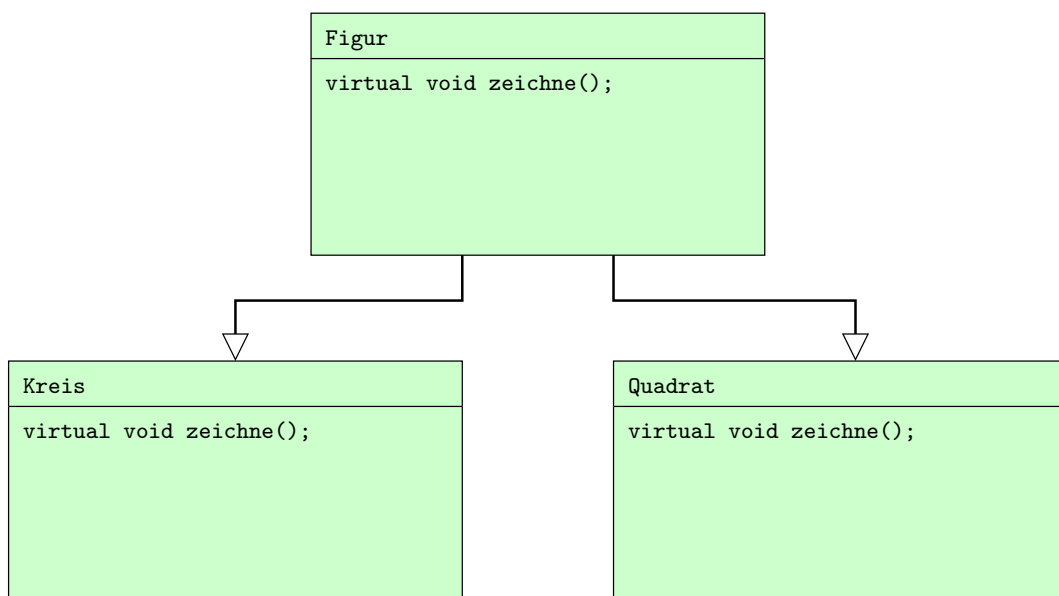 Figur
virtual void zeichne();
Kreis
virtual void zeichne();
Quadrat
virtual void zeichne();